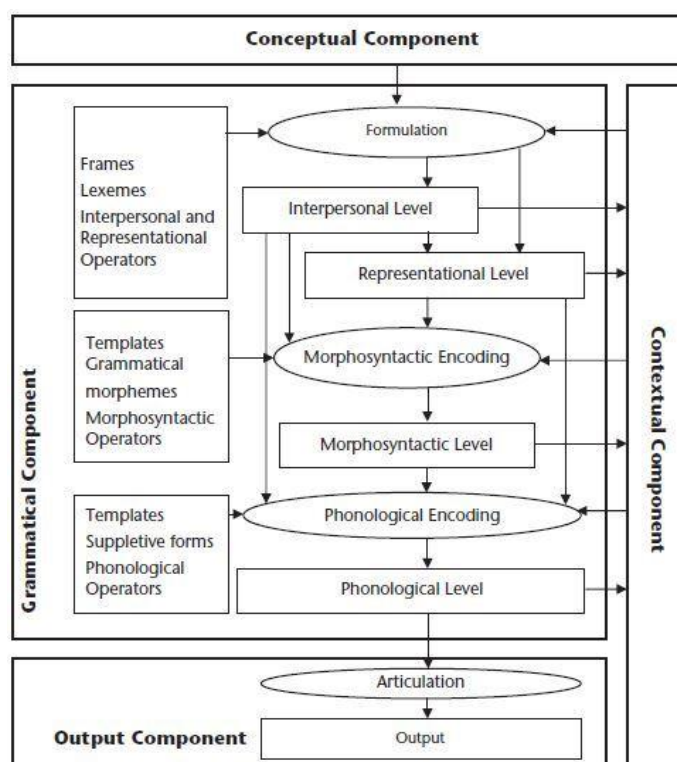 Conceptual Component
Formulation
Frames
Lexemes
Interpersonal and
Representational
Operators
Interpersonal Level
Representational Level
Templates
Grammatical
morphemes
Morphosyntactic
Operators
Morphosyntactic Encoding
Morphosyntactic Level
Templates
Suppletive forms
Phonological
Operators
Phonological Encoding
Phonological Level
Grammatical Component
Contextual Component
Articulation
Output Component
Output